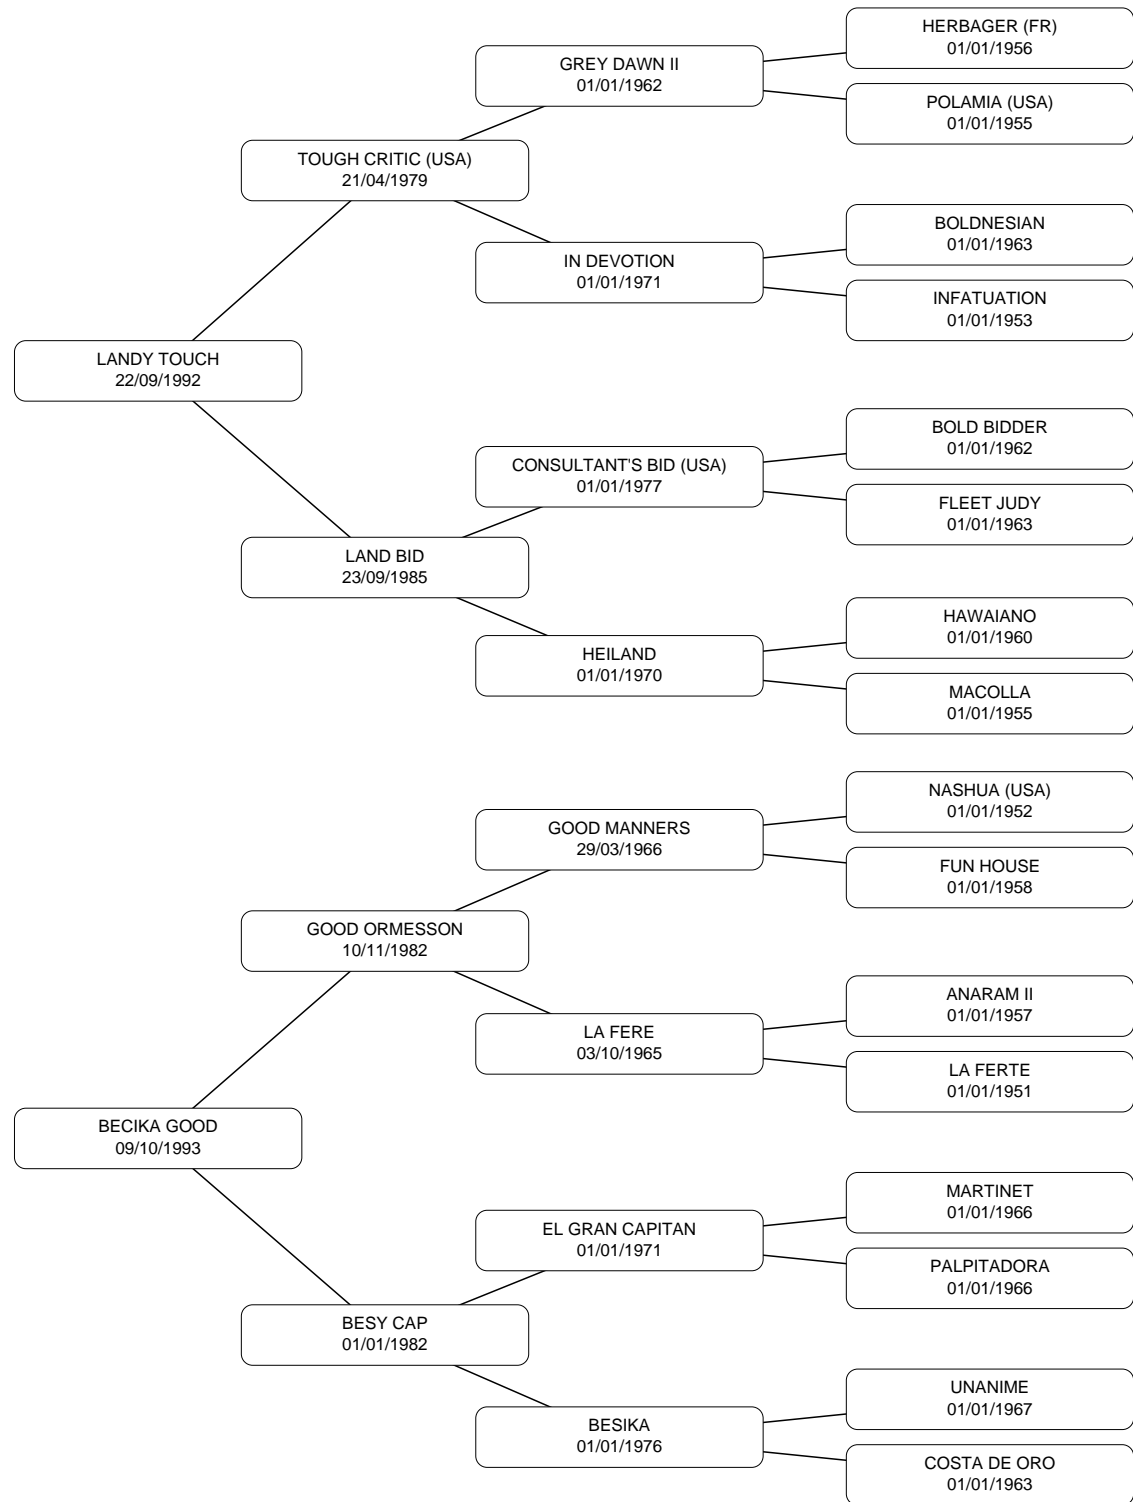 HERBAGER (FR)
01/01/1956
GREY DAWN II
01/01/1962
POLAMIA (USA)
01/01/1955
TOUGH CRITIC (USA)
21/04/1979
BOLDNESIAN
01/01/1963
IN DEVOTION
01/01/1971
INFATUATION
01/01/1953
LANDY TOUCH
22/09/1992
BOLD BIDDER
01/01/1962
CONSULTANT'S BID (USA)
01/01/1977
FLEET JUDY
01/01/1963
LAND BID
23/09/1985
HAWAIANO
01/01/1960
HEILAND
01/01/1970
MACOLLA
01/01/1955
NASHUA (USA)
01/01/1952
GOOD MANNERS
29/03/1966
FUN HOUSE
01/01/1958
GOOD ORMESSON
10/11/1982
ANARAM II
01/01/1957
LA FERE
03/10/1965
LA FERTE
01/01/1951
BECIKA GOOD
09/10/1993
MARTINET
01/01/1966
EL GRAN CAPITAN
01/01/1971
PALPITADORA
01/01/1966
BESY CAP
01/01/1982
UNANIME
01/01/1967
BESIKA
01/01/1976
COSTA DE ORO
01/01/1963